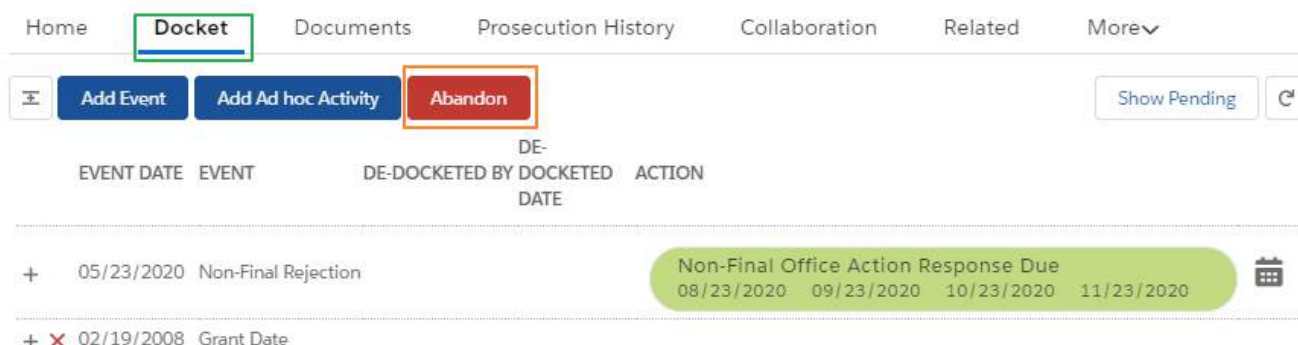 Home Docket Documents Prosecution History Collaboration Related More
Add Event Add Ad hoc Activity Abandon Show Pending
EVENT DATE EVENT DE-DOCKETED BY DE-DOCKETED DATE ACTION
05/23/2020 Non-Final Rejection
Non-Final Office Action Response Due
08/23/2020 09/23/2020 10/23/2020 11/23/2020
02/19/2008 Grant Date